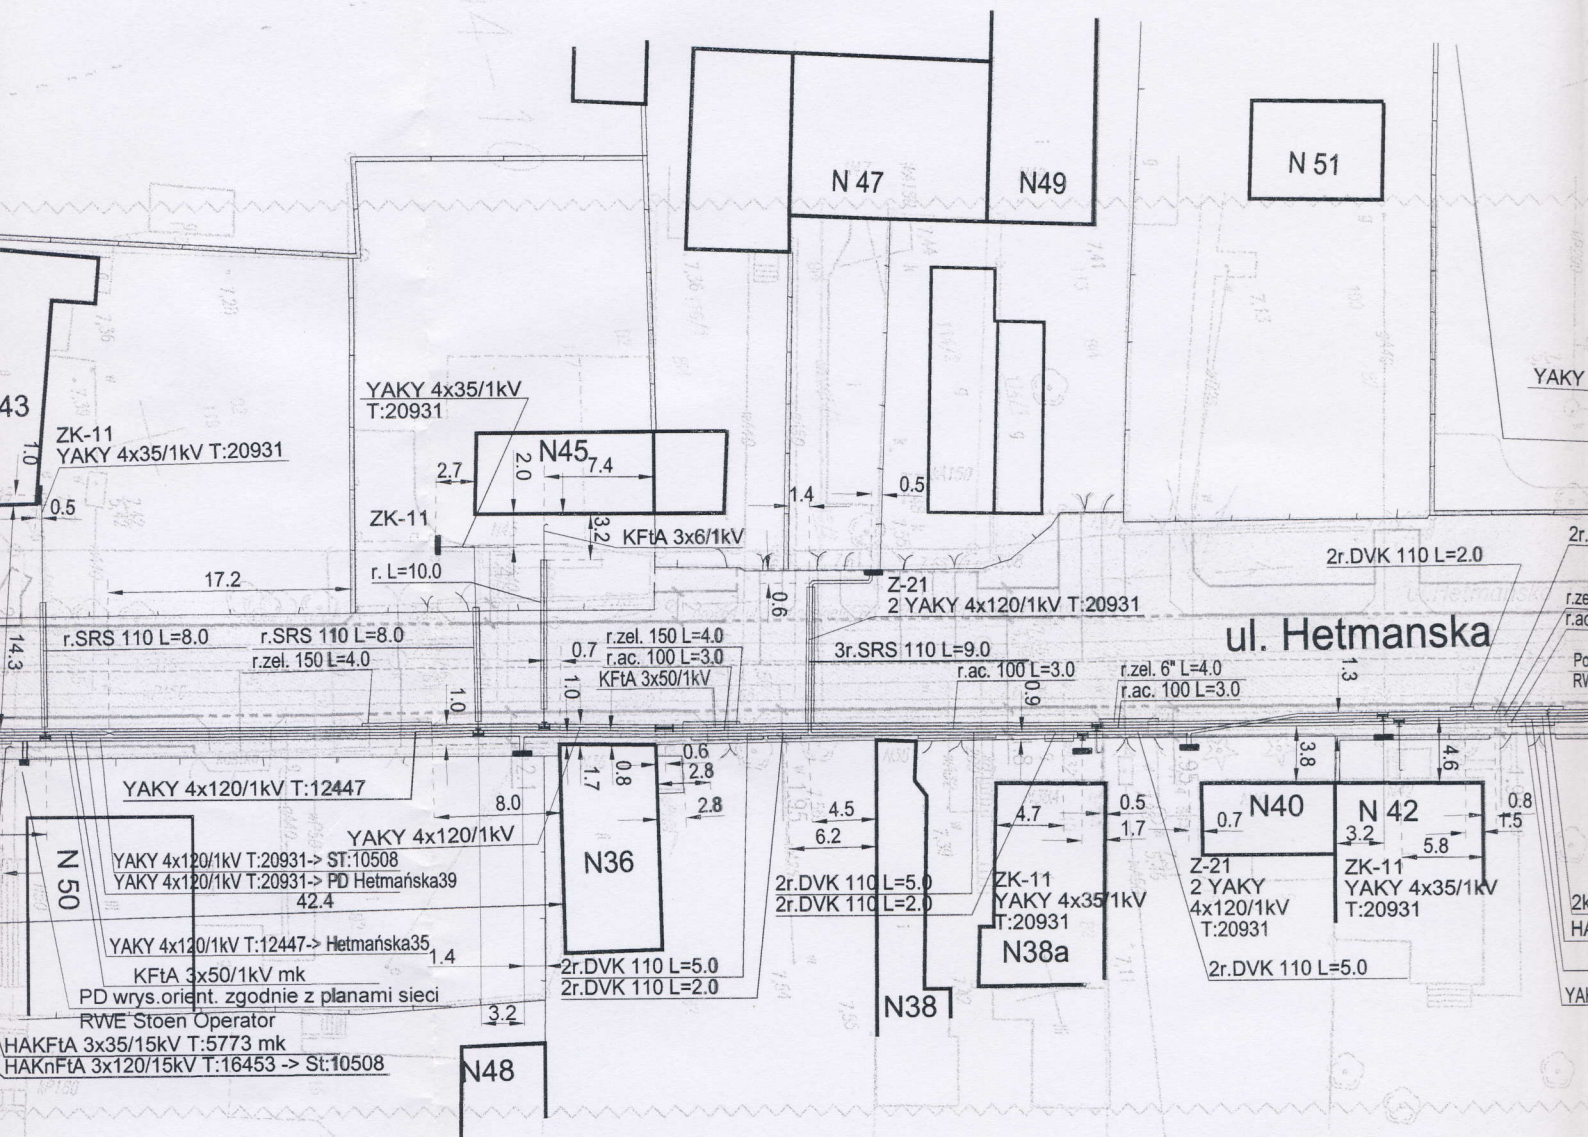 N 47
N49
N 51
43
1.0
ZK-11
YAKY 4x35/1kV T:20931
0.5
YAKY 4x35/1kV
T:20931
N45
2.7
2.0
7.4
ZK-11
3.2
KFtA 3x6/1kV
r. L=10.0
17.2
1.4
0.5
0.6
Z-21
2 YAKY 4x120/1kV T:20931
2r.DVK 110 L=2.0
YAKY
2r.
ul. Hetmanska
14.3
r.SRS 110 L=8.0
r.SRS 110 L=8.0
r.zel. 150 L=4.0
0.7
r.zel. 150 L=4.0
r.ac. 100 L=3.0
KFtA 3x50/1kV
3r.SRS 110 L=9.0
r.ac. 100 L=3.0
r.zel. 6" L=4.0
r.ac. 100 L=3.0
1.0
1.0
0.9
1.3
RW
YAKY 4x120/1kV T:12447
8.0
1.7
0.8
0.6
2.8
2.8
YAKY 4x120/1kV
N36
4.5
6.2
4.7
0.5
1.7
0.7
N40
3.8
N 42
4.6
3.2
5.8
0.8
1.5
N 50
YAKY 4x120/1kV T:20931-> ST:10508
YAKY 4x120/1kV T:20931-> PD Hetmańska39
42.4
YAKY 4x120/1kV T:12447-> Hetmańska35
1.4
KFtA 3x50/1kV mk
PD wrys.orient. zgodnie z planami sieci
RWE Stoen Operator
HAKFtA 3x35/15kV T:5773 mk
HAKnFtA 3x120/15kV T:16453 -> St:10508
3.2
N48
2r.DVK 110 L=5.0
2r.DVK 110 L=2.0
2r.DVK 110 L=5.0
2r.DVK 110 L=2.0
N38
ZK-11
YAKY 4x35/1kV
T:20931
N38a
Z-21
2 YAKY
4x120/1kV
T:20931
2r.DVK 110 L=5.0
ZK-11
YAKY 4x35/1kV
T:20931